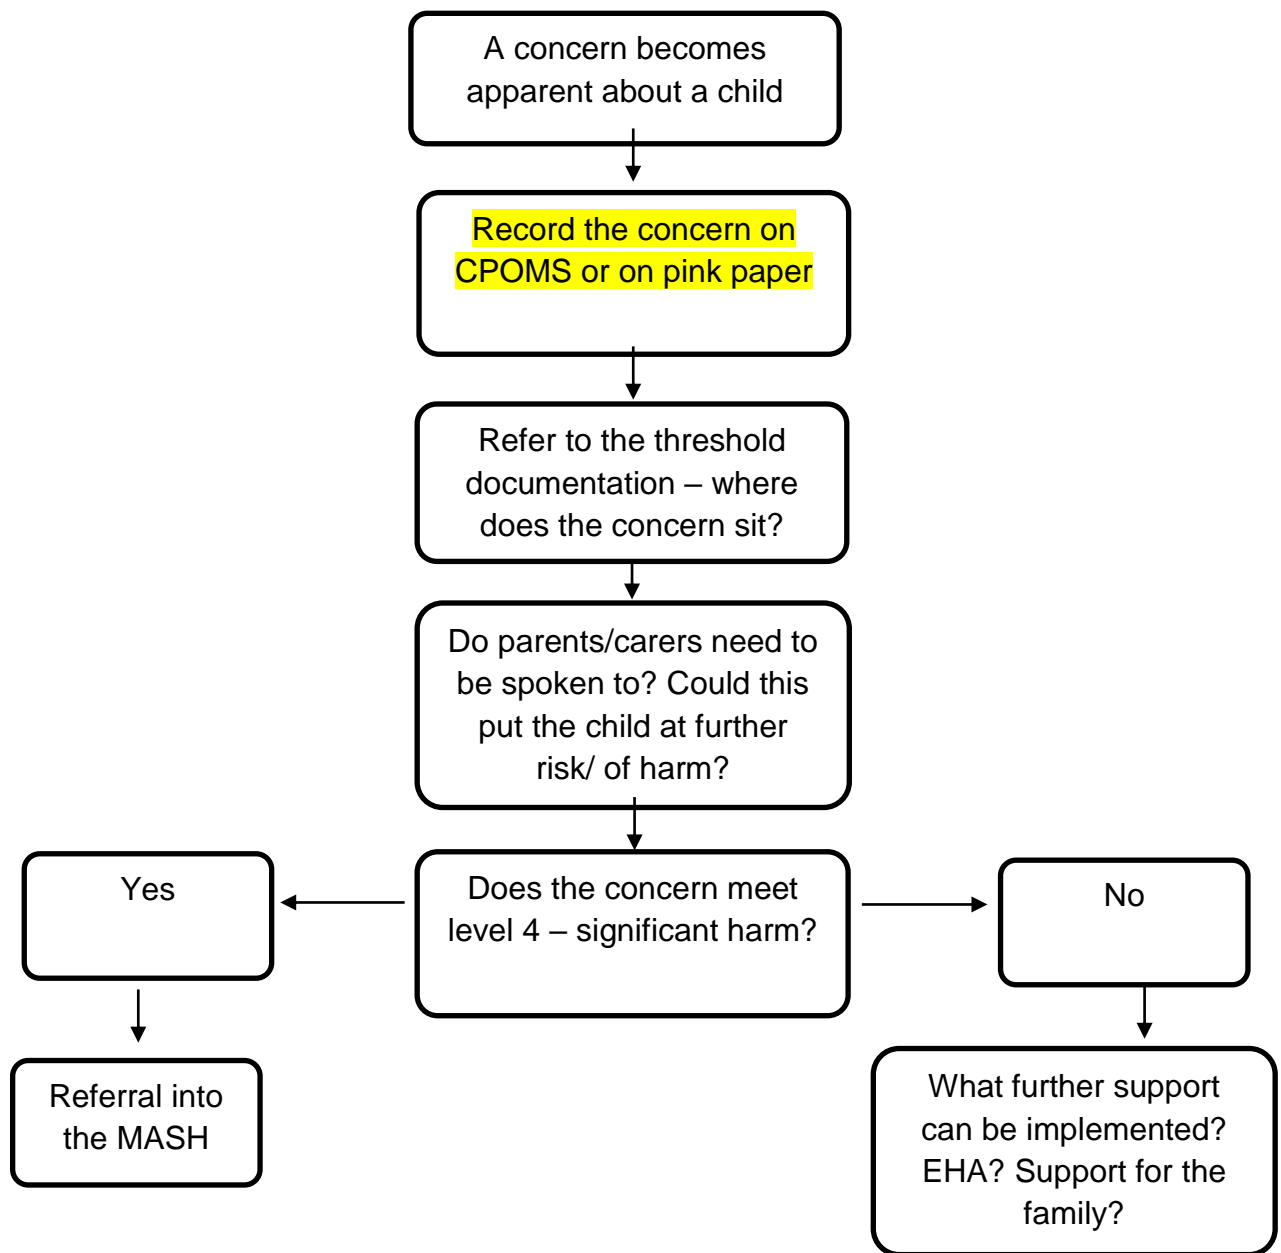 A concern becomes
apparent about a child
Record the concern on
CPOMS or on pink paper
Refer to the threshold
documentation – where
does the concern sit?
Do parents/carers need to
be spoken to? Could this
put the child at further
risk/ of harm?
Does the concern meet
level 4 – significant harm?
Yes
No
Referral into
the MASH
What further support
can be implemented?
EHA? Support for the
family?